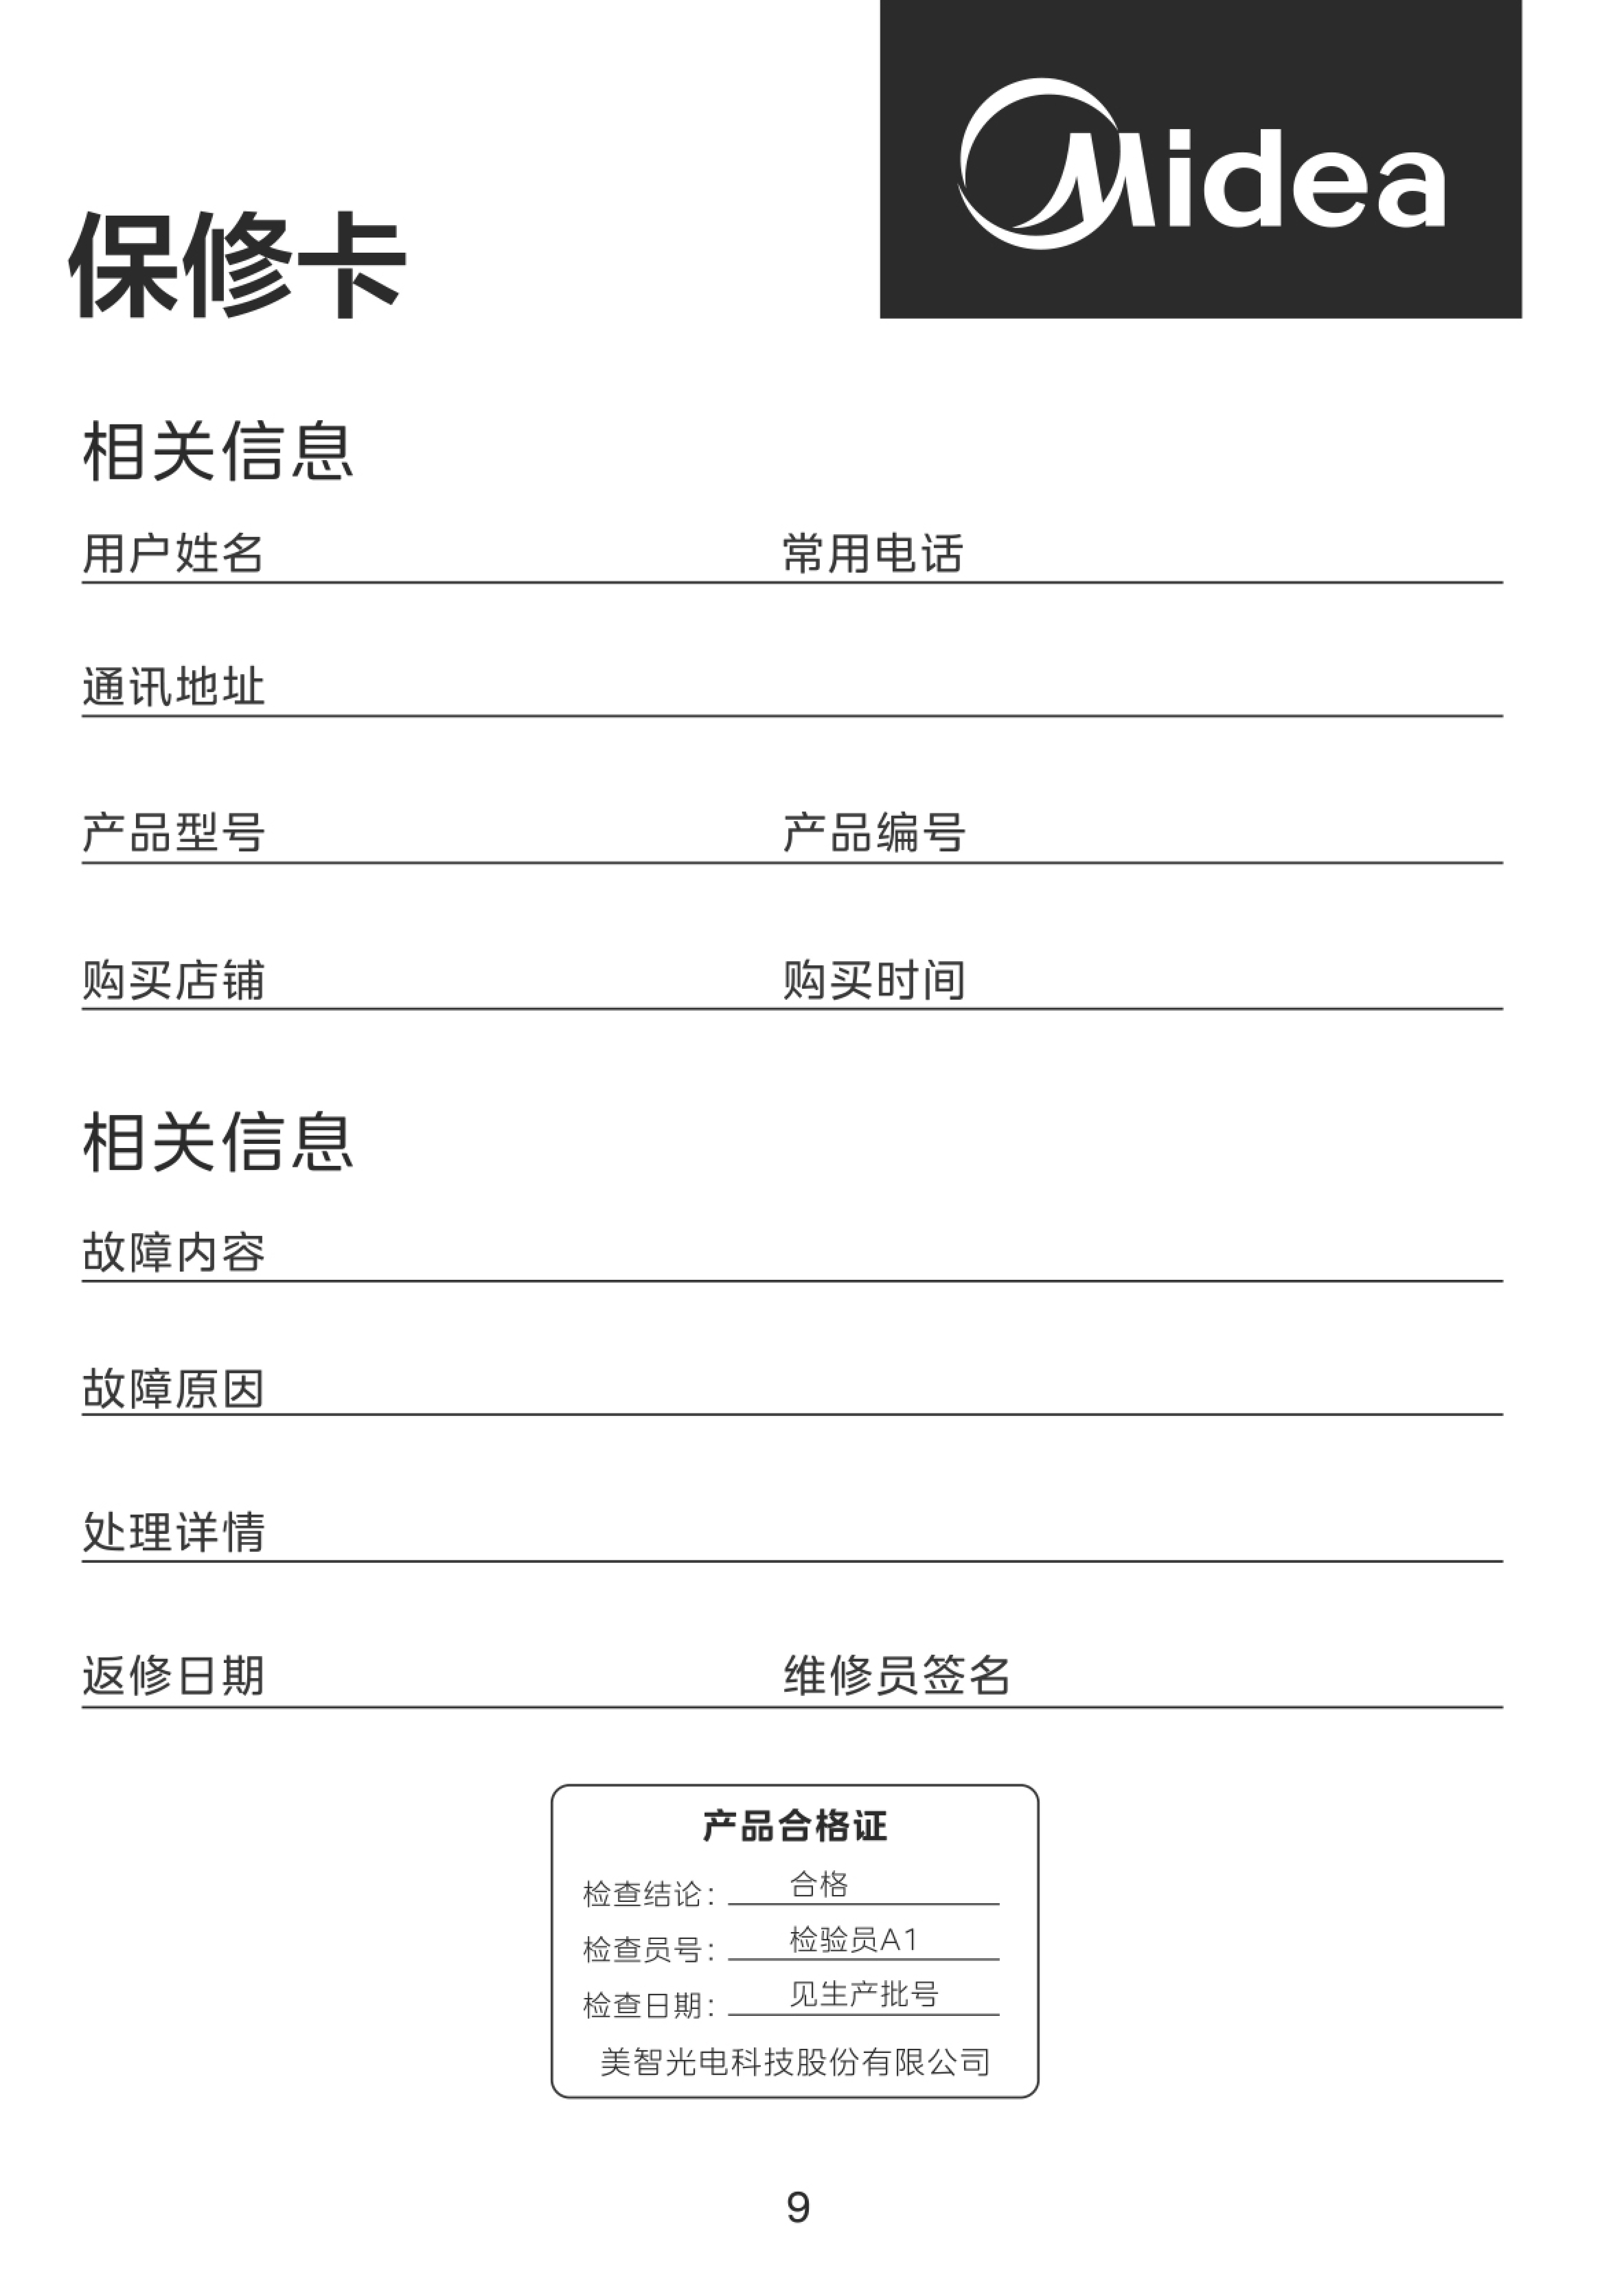 Midea
保修卡
相关信息
用户姓名 常用电话
通讯地址
产品型号 产品编号
购买店铺 购买时间
相关信息
故障内容
故障原因
处理详情
返修日期 维修员签名
产品合格证
检查结论： 合格
检查员号： 检验员A1
检查日期： 见生产批号
美智光电科技股份有限公司
9